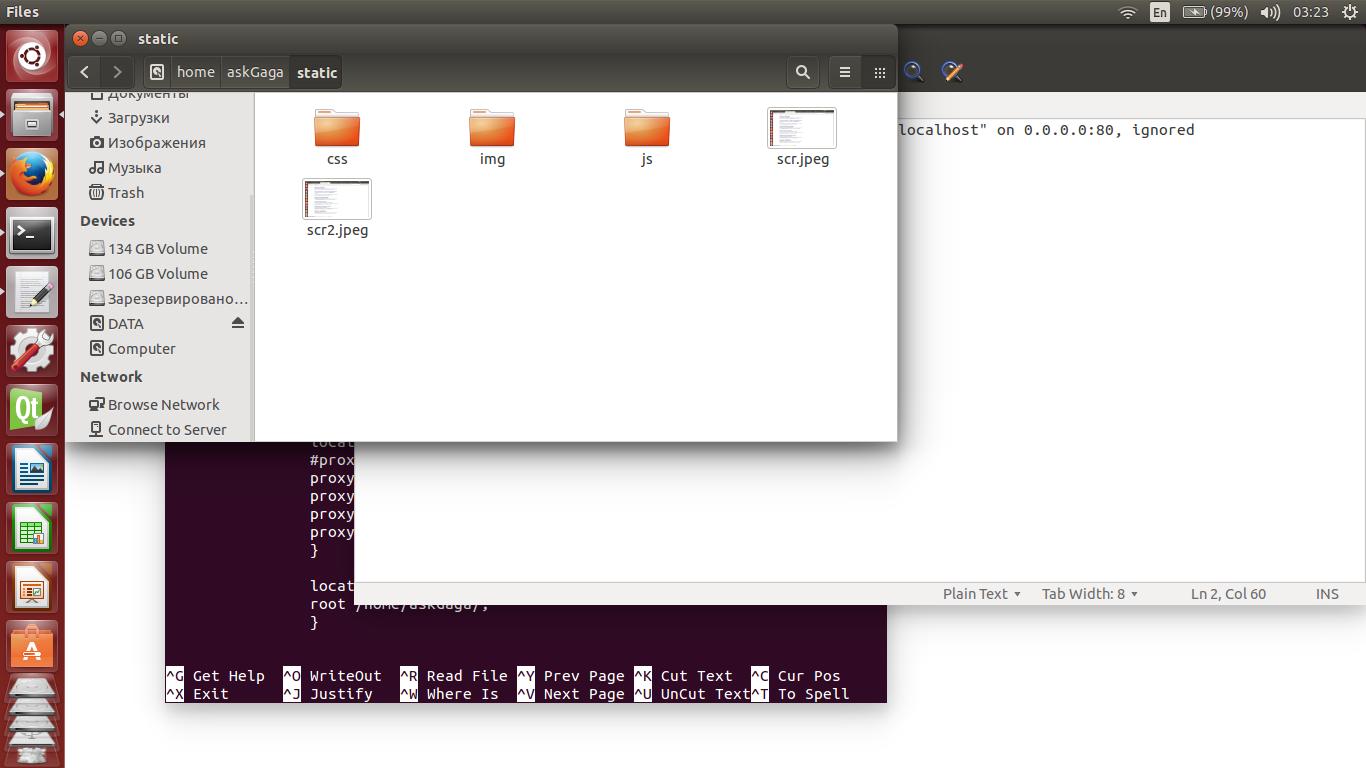 Files
En
(99%)
03:23
static
home
askGaga
static
Документы
Загрузки
Изображения
Музыка
Trash
Devices
134 GB Volume
106 GB Volume
Зарезервировано...
DATA
Computer
Network
Browse Network
Connect to Server
css
img
js
scr.jpeg
scr2.jpeg
localhost" on 0.0.0.0:80, ignored
Plain Text
Tab Width: 8
Ln 2, Col 60
INS
locat
#prox
proxy
proxy
proxy
proxy
}
locat
root /home/askGaga/;
}
^G Get Help ^O WriteOut ^R Read File ^Y Prev Page ^K Cut Text ^C Cur Pos
^X Exit ^J Justify ^W Where Is ^V Next Page ^U UnCut Text ^T To Spell
Qt
>_